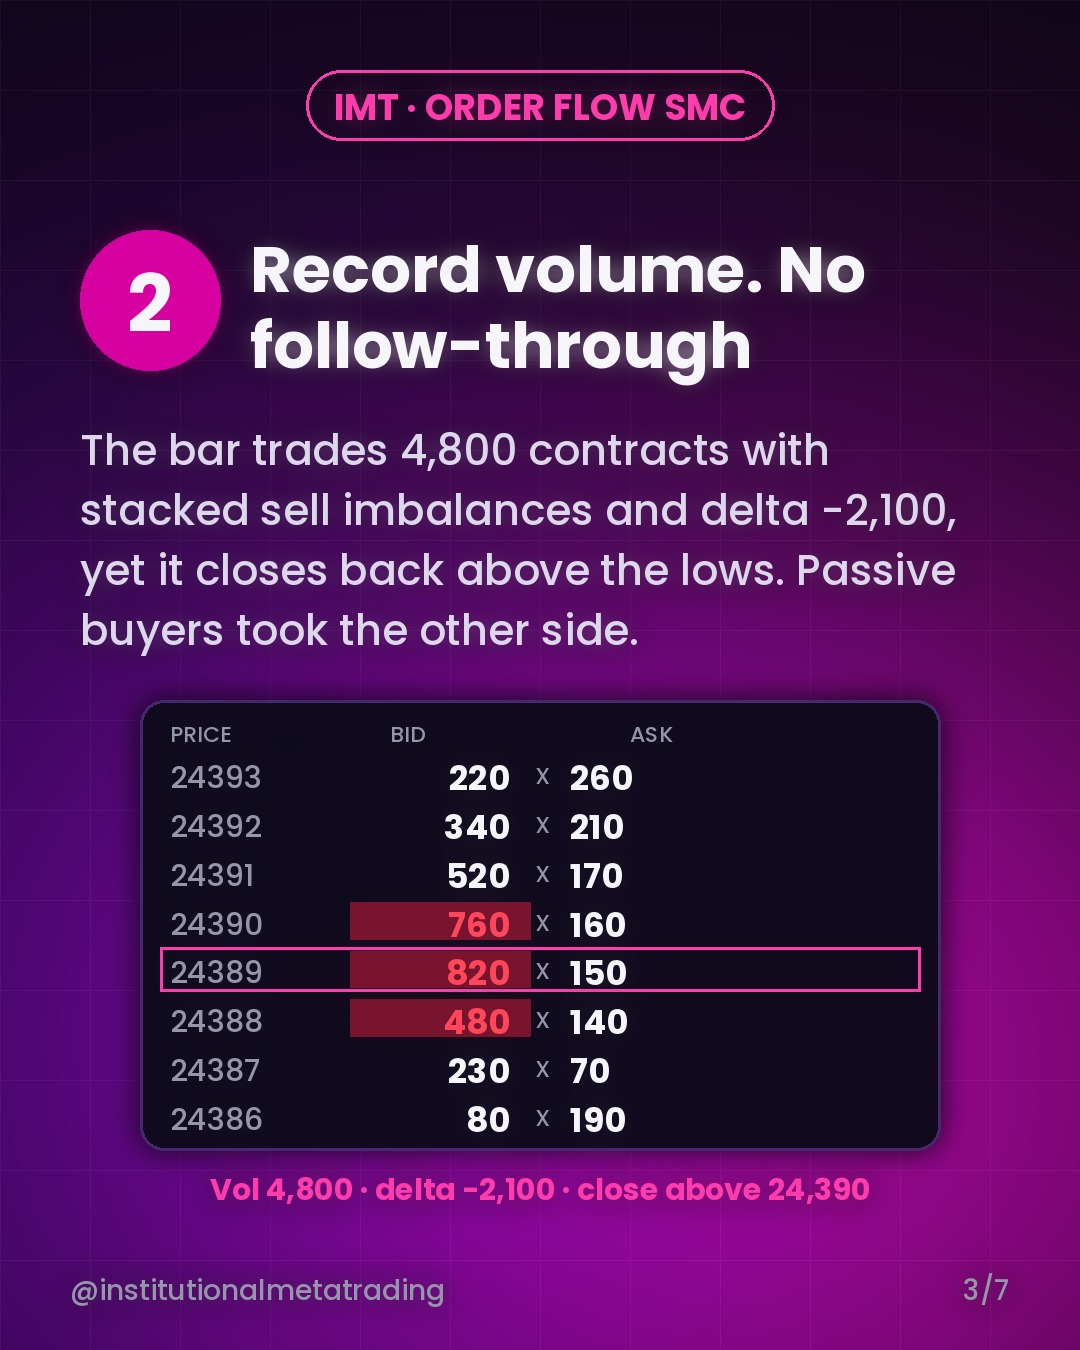 IMT · ORDER FLOW SMC
2
Record volume. No
follow-through
The bar trades 4,800 contracts with
stacked sell imbalances and delta -2,100,
yet it closes back above the lows. Passive
buyers took the other side.
PRICE BID ASK
24393 220 x 260
24392 340 x 210
24391 520 x 170
24390 760 x 160
24389 820 x 150
24388 480 x 140
24387 230 x 70
24386 80 x 190
Vol 4,800 · delta -2,100 · close above 24,390
@institutionalmetatrading 3/7